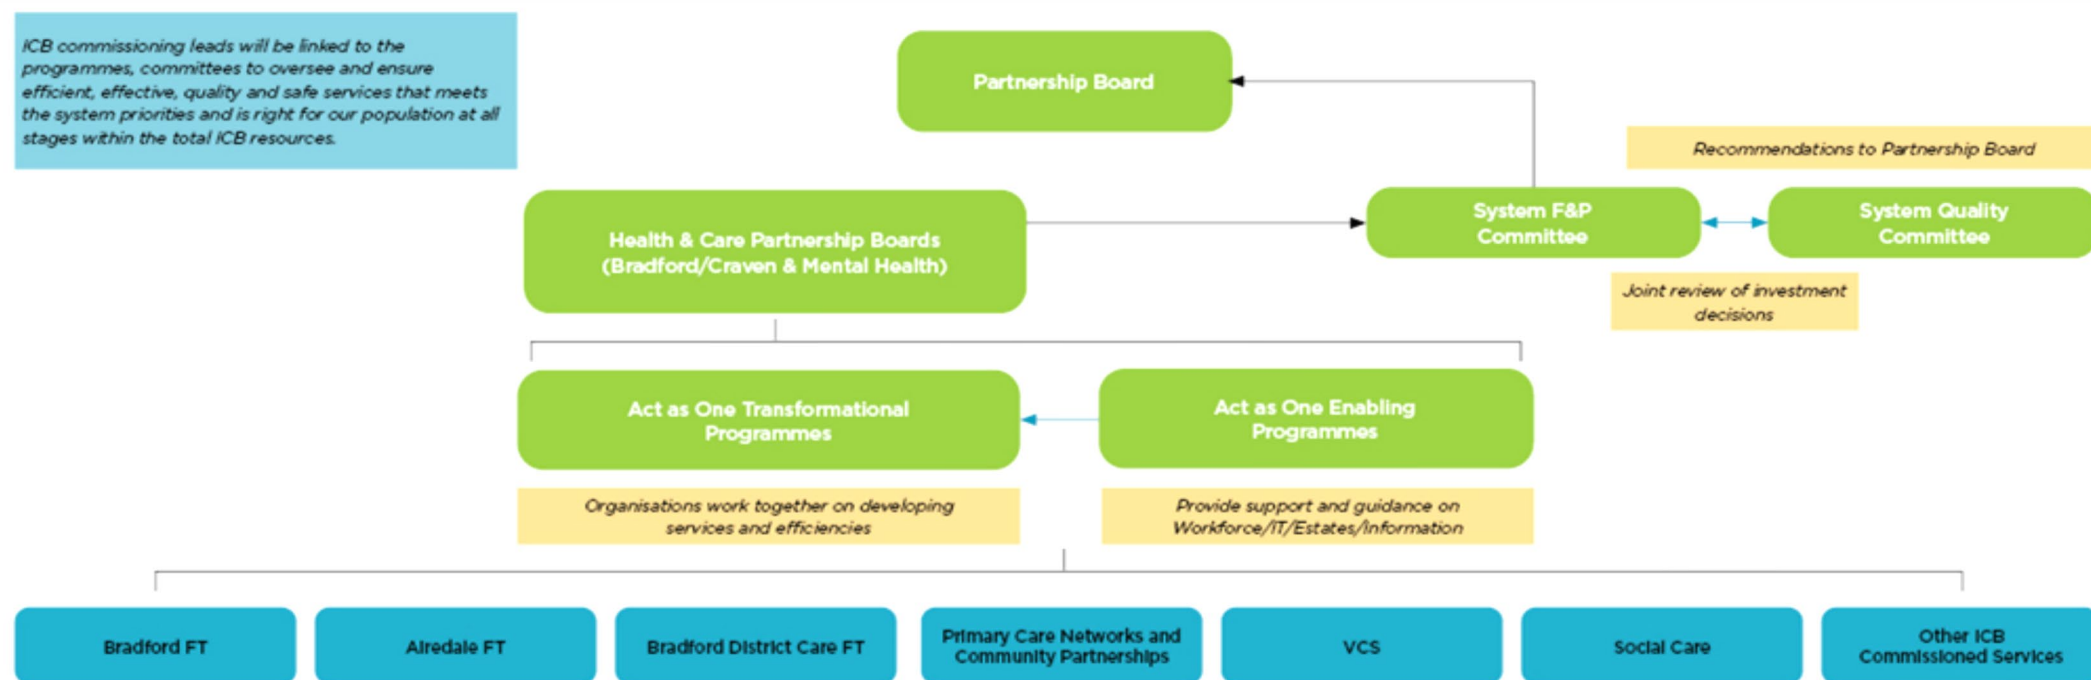 ICB commissioning leads will be linked to the
programmes, committees to oversee and ensure
efficient, effective, quality and safe services that meets
the system priorities and is right for our population at all
stages within the total ICB resources.
Partnership Board
Recommendations to Partnership Board
Health & Care Partnership Boards
(Bradford/Craven & Mental Health)
System F&P
Committee
System Quality
Committee
Joint review of investment
decisions
Act as One Transformational
Programmes
Act as One Enabling
Programmes
Organisations work together on developing
services and efficiencies
Provide support and guidance on
Workforce/IT/Estates/Information
Bradford FT
Airedale FT
Bradford District Care FT
Primary Care Networks and
Community Partnerships
VCS
Social Care
Other ICB
Commissioned Services